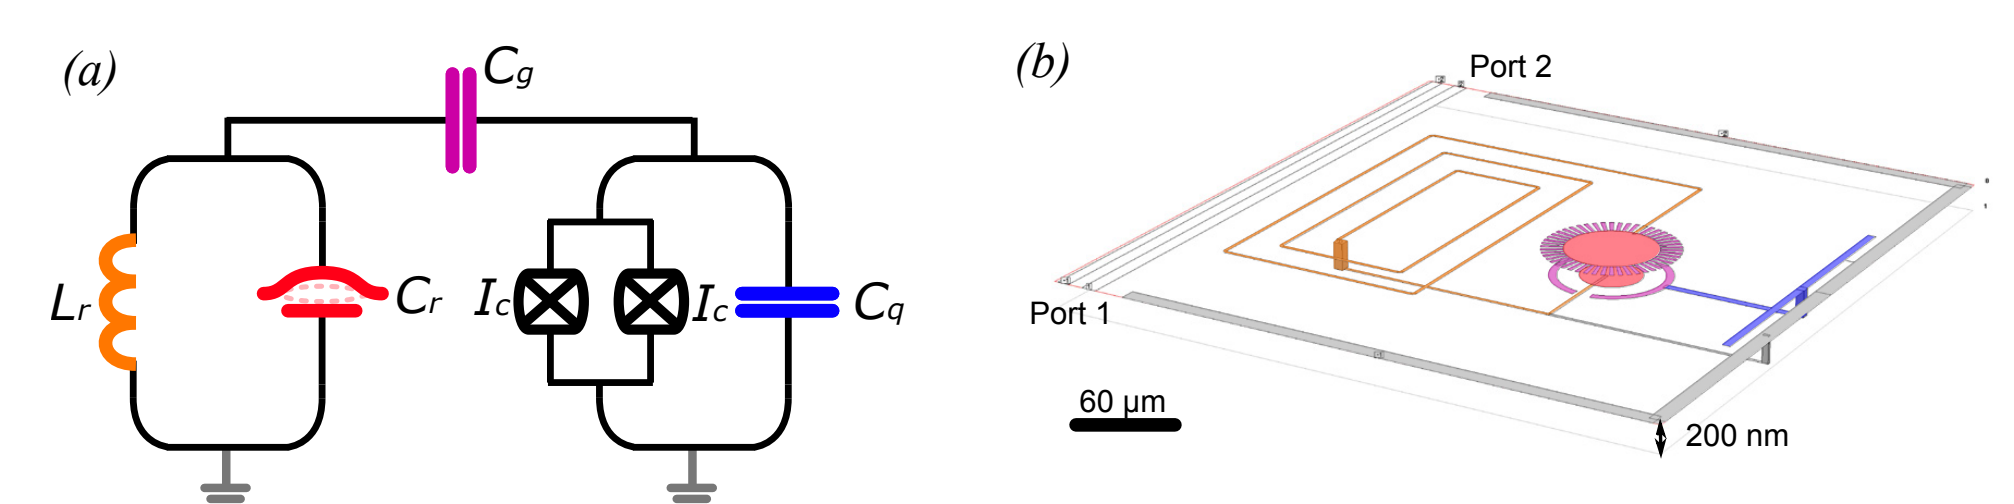 (a)
Cg
Lr
Cr
Ic
Ic
Cq
(b)
Port 2
Port 1
60 μm
200 nm